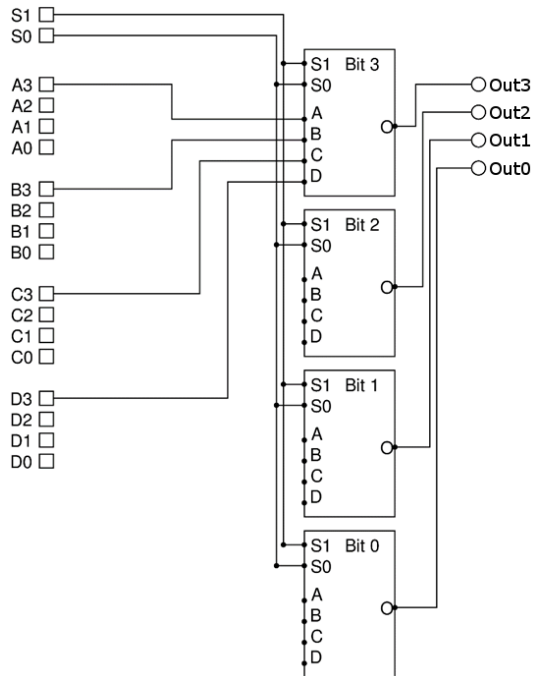 S1
S0
A3
A2
A1
A0
B3
B2
B1
B0
C3
C2
C1
C0
D3
D2
D1
D0
S1 Bit 3
S0
A
B
C
D
O
S1 Bit 2
S0
A
B
C
D
O
S1 Bit 1
S0
A
B
C
D
O
S1 Bit 0
S0
A
B
C
D
O
Out3
Out2
Out1
Out0